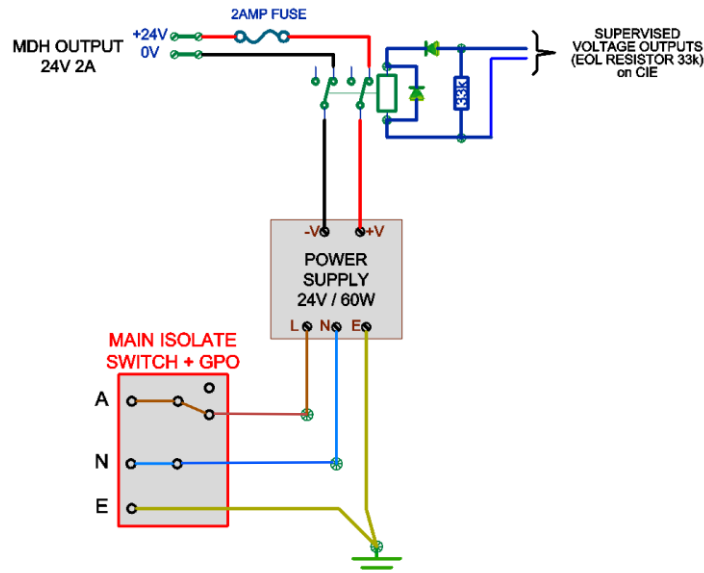 2AMP FUSE
MDH OUTPUT
24V 2A
+24V
0V
SUPERVISED
VOLTAGE OUTPUTS
(EOL RESISTOR 33k)
on CIE
33k
-V
+V
POWER
SUPPLY
24V / 60W
L
N
E
MAIN ISOLATE
SWITCH + GPO
A
N
E